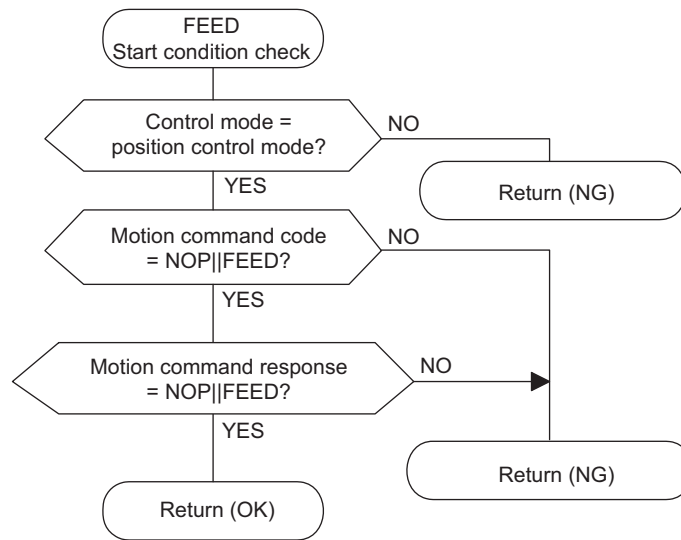 FEED
Start condition check
Control mode =
position control mode?
NO
YES
Return (NG)
Motion command code
= NOP||FEED?
NO
YES
Motion command response
= NOP||FEED?
NO
YES
Return (NG)
Return (OK)